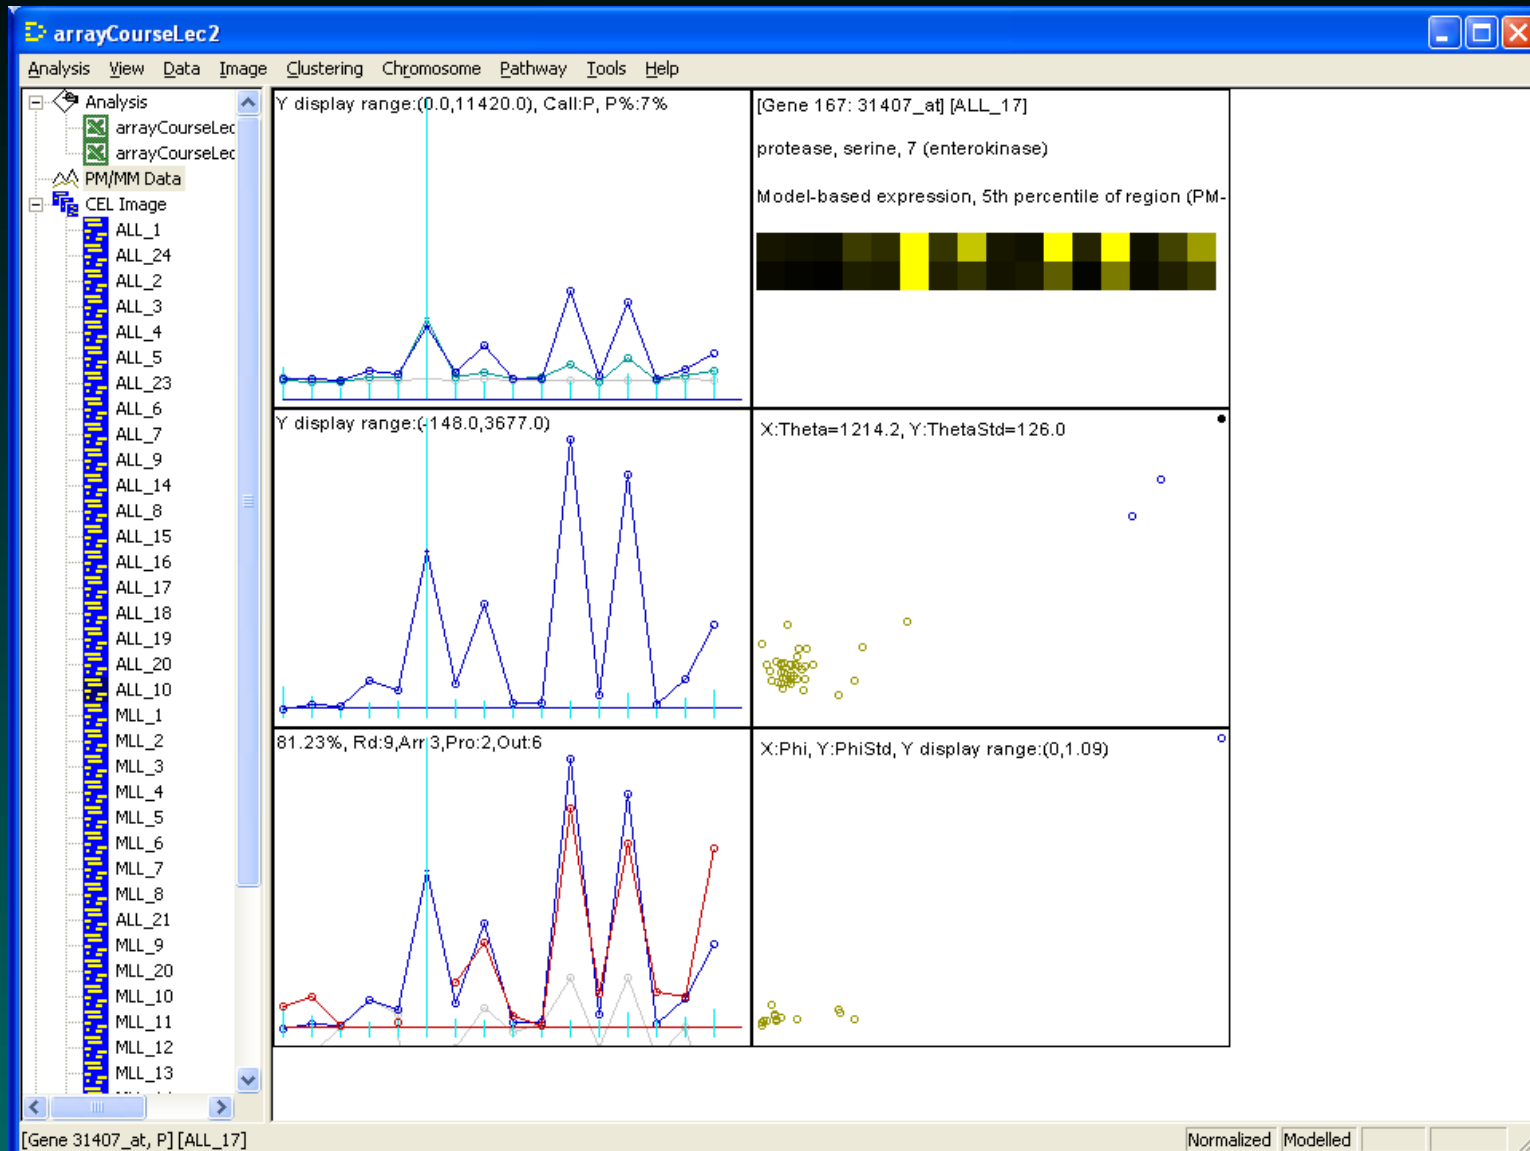 arrayCourseLec2
Analysis View Data Image Clustering Chromosome Pathway Tools Help
Analysis
arrayCourseLec
arrayCourseLec
PM/MM Data
CEL Image
ALL_1
ALL_24
ALL_2
ALL_3
ALL_4
ALL_5
ALL_23
ALL_6
ALL_7
ALL_9
ALL_14
ALL_8
ALL_15
ALL_16
ALL_17
ALL_18
ALL_19
ALL_20
ALL_10
MLL_1
MLL_2
MLL_3
MLL_4
MLL_5
MLL_6
MLL_7
MLL_8
ALL_21
MLL_9
MLL_20
MLL_10
MLL_11
MLL_12
MLL_13
Y display range:(0.0,11420.0), Call:P, P%:7%
[Gene 167: 31407_at] [ALL_17]
protease, serine, 7 (enterokinase)
Model-based expression, 5th percentile of region (PM-
Y display range:(-148.0,3677.0)
X:Theta=1214.2, Y:ThetaStd=126.0
81.23%, Rd:9,Arr:3,Pro:2,Out:6
X:Phi, Y:PhiStd, Y display range:(0,1.09)
[Gene 31407_at, P] [ALL_17]
Normalized Modelled